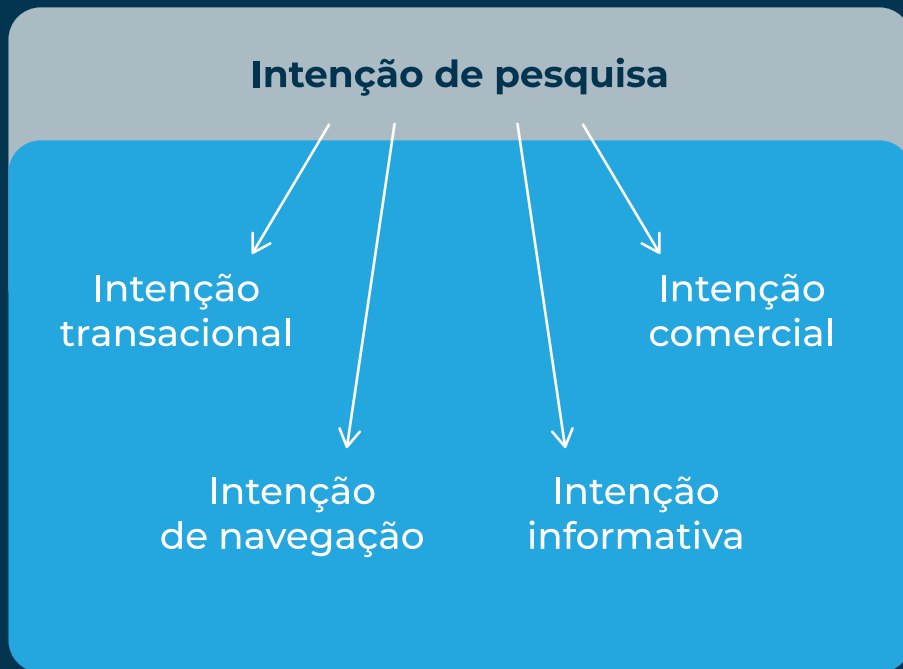 Intenção de pesquisa
Intenção
transacional
Intenção
comercial
Intenção
de navegação
Intenção
informativa